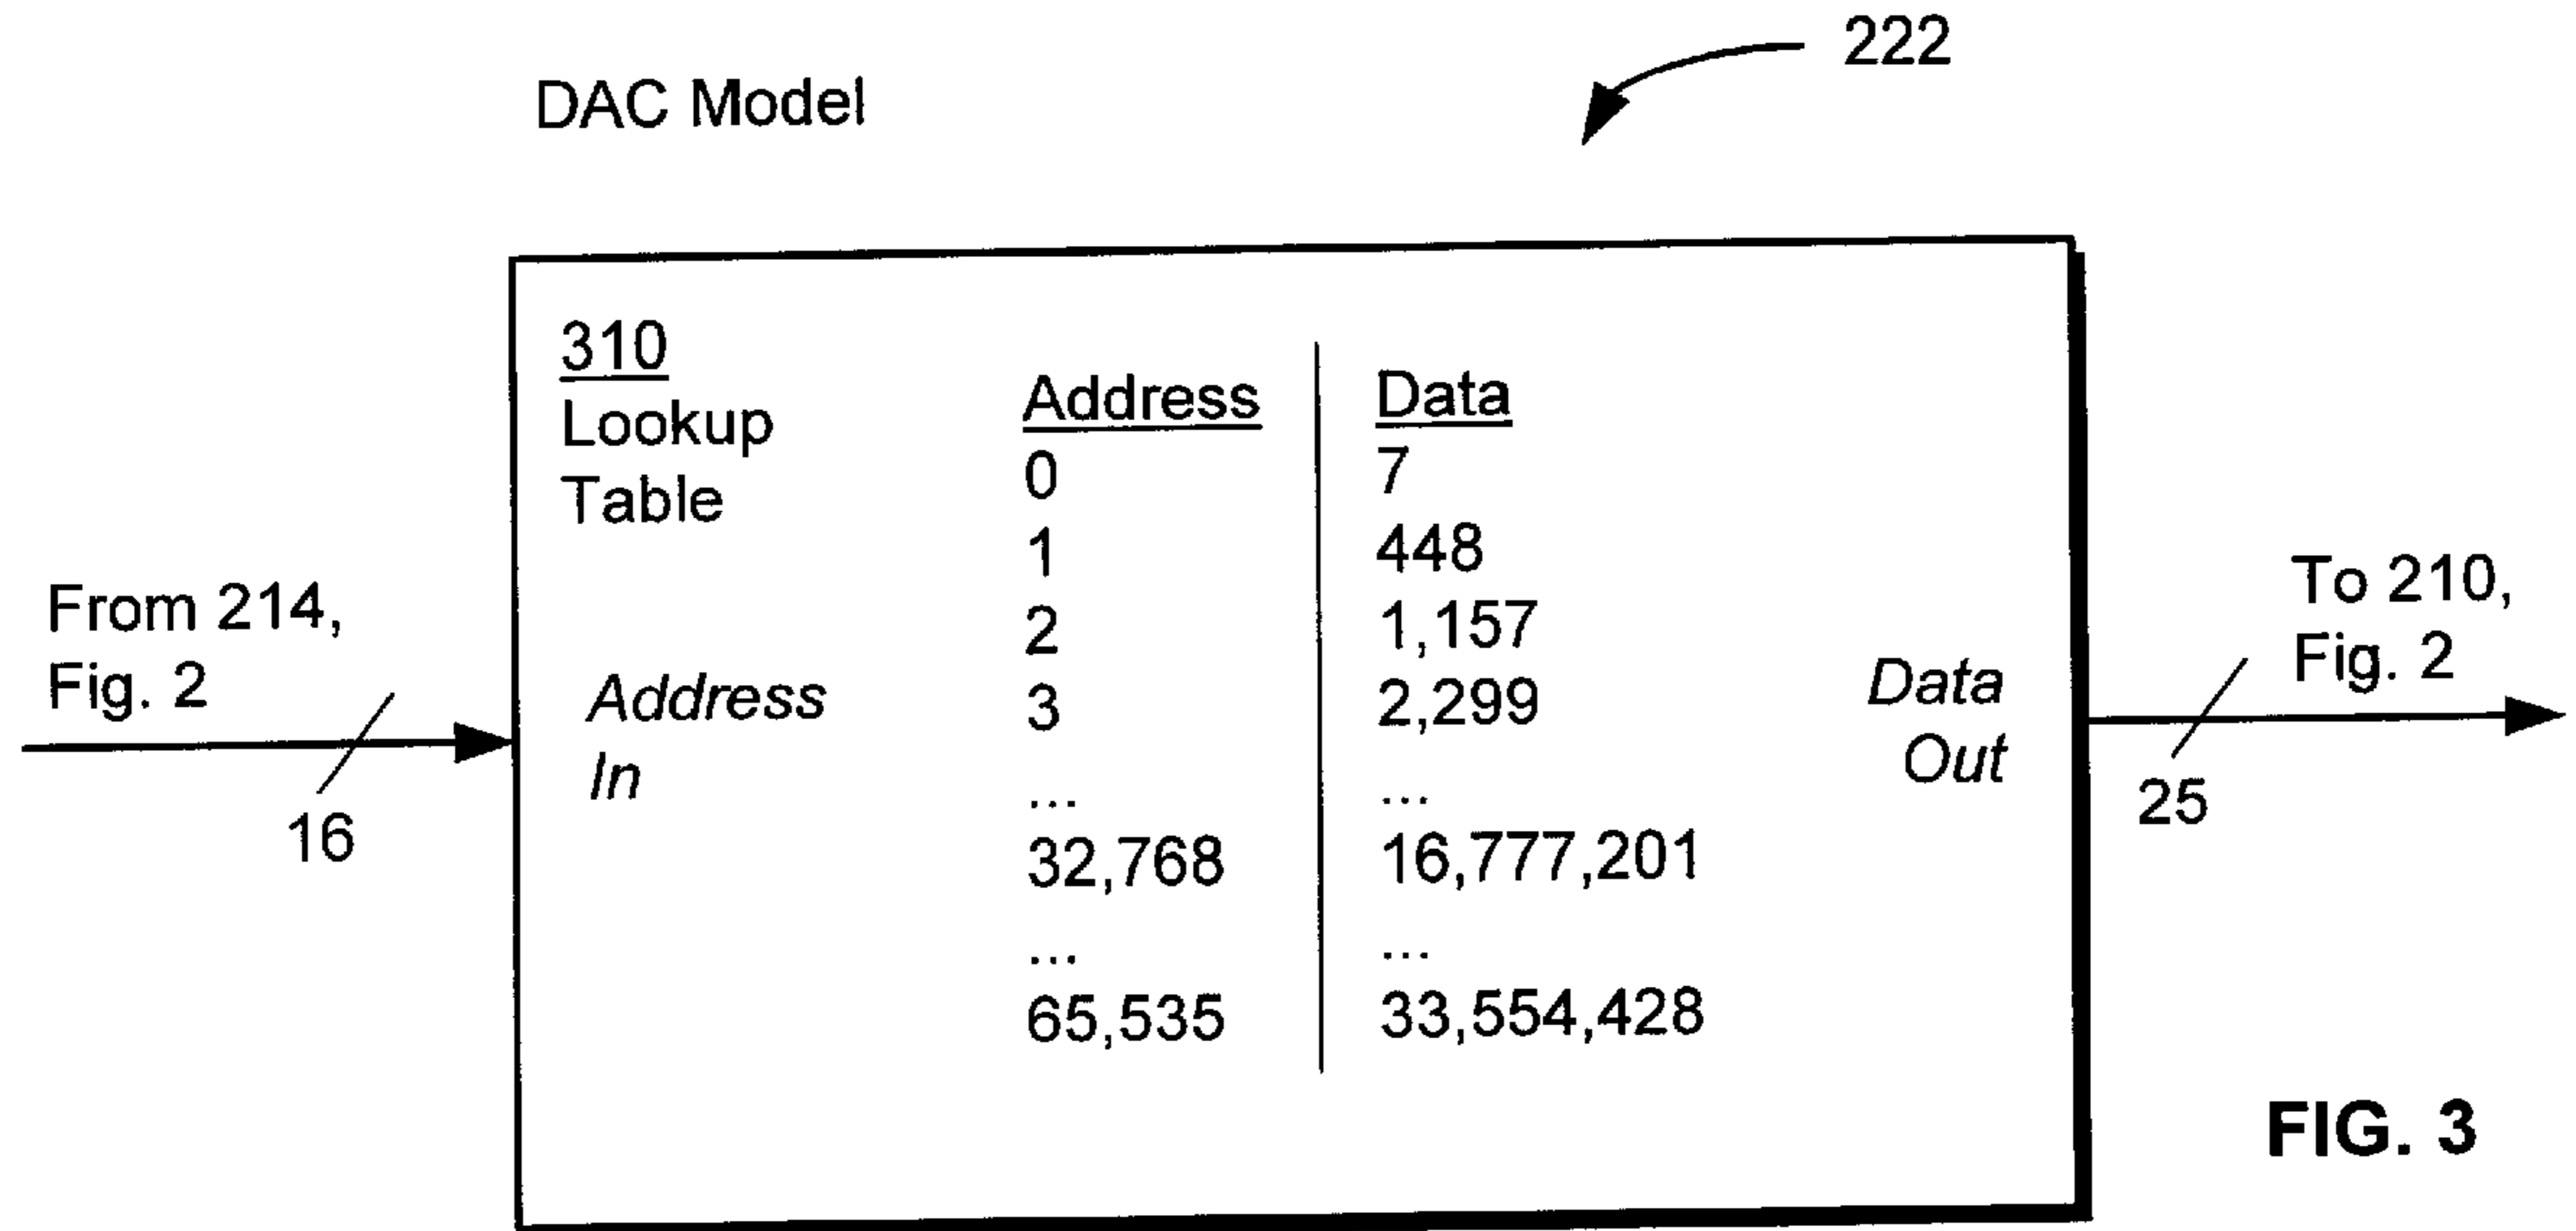 222
DAC Model
310
Lookup
Table
Address Data
0 7
1 448
2 1,157
3 2,299
... ...
32,768 16,777,201
... ...
65,535 33,554,428
From 214,
Fig. 2
16
Address
In
Data
Out
To 210,
Fig. 2
25
FIG. 3